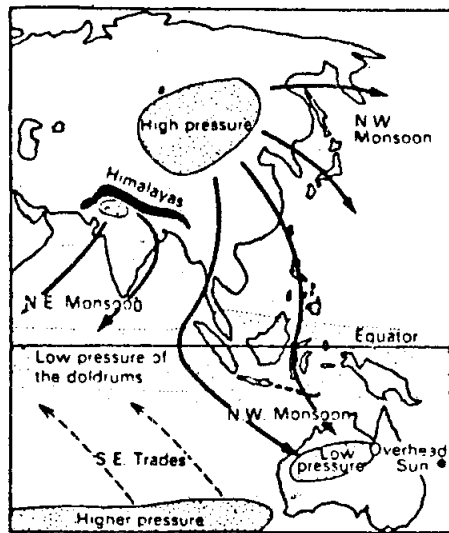 High pressure
N W
Monsoon
Himalayas
N.E. Monsoon
Equator
Low pressure of
the doldrums
N.W. Monsoon
S.E. Trades
Low
pressure
Overhead
Sun
Higher pressure